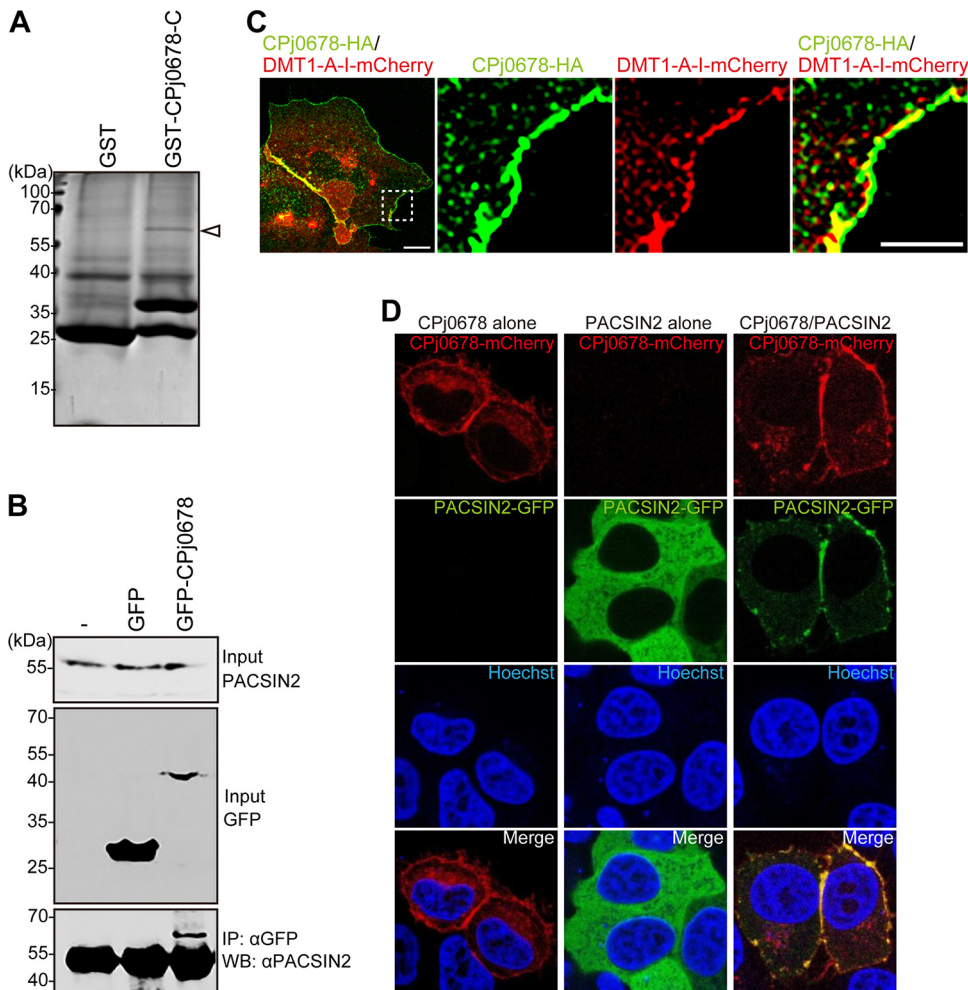 A
GST
GST-CPj0678-C
(kDa)
100
70
55
40
35
25
15
B
-
GFP
GFP-CPj0678
(kDa)
55
Input
PACSIN2
70
55
40
35
25
Input
GFP
70
55
40
IP: αGFP
WB: αPACSIN2
C
CPj0678-HA/
DMT1-A-I-mCherry
CPj0678-HA
DMT1-A-I-mCherry
CPj0678-HA/
DMT1-A-I-mCherry
D
CPj0678 alone
PACSIN2 alone
CPj0678/PACSIN2
CPj0678-mCherry
CPj0678-mCherry
CPj0678-mCherry
PACSIN2-GFP
PACSIN2-GFP
PACSIN2-GFP
Hoechst
Hoechst
Hoechst
Merge
Merge
Merge